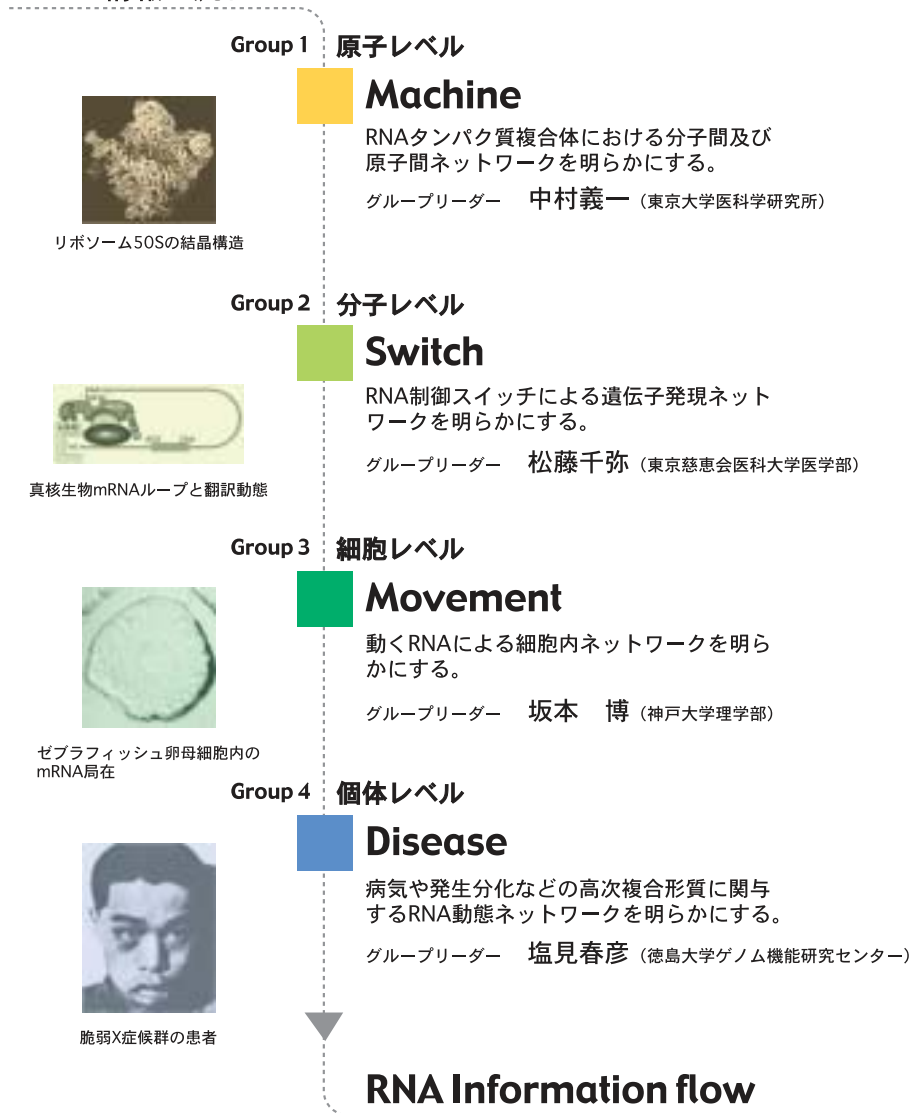 Group 1 原子レベル
Machine
RNAタンパク質複合体における分子間及び
原子間ネットワークを明らかにする。
グループリーダー 中村義一（東京大学医科学研究所）
リボソーム50Sの結晶構造
Group 2 分子レベル
Switch
RNA制御スイッチによる遺伝子発現ネット
ワークを明らかにする。
グループリーダー 松藤千弥（東京慈恵会医科大学医学部）
真核生物mRNAループと翻訳動態
Group 3 細胞レベル
Movement
動くRNAによる細胞内ネットワークを明ら
かにする。
グループリーダー 坂本　博（神戸大学理学部）
ゼブラフィッシュ卵母細胞内の
mRNA局在
Group 4 個体レベル
Disease
病気や発生分化などの高次複合形質に関与
するRNA動態ネットワークを明らかにする。
グループリーダー 塩見春彦（徳島大学ゲノム機能研究センター）
脆弱X症候群の患者
RNA Information flow